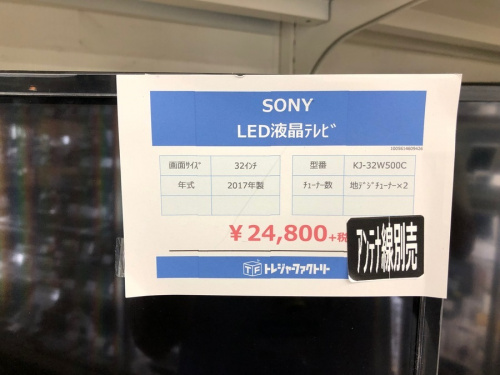 SONY
LED液晶ﾃﾚﾋﾞ
画面ｻｲｽﾞ 32ｲﾝﾁ 型番 KJ-32W500C
年式 2017年製 ﾁｭｰﾅｰ数 地ﾃﾞｼﾞﾁｭｰﾅｰ×2
￥24,800+税
アンテナ線別売
TF トレジャーファクトリー